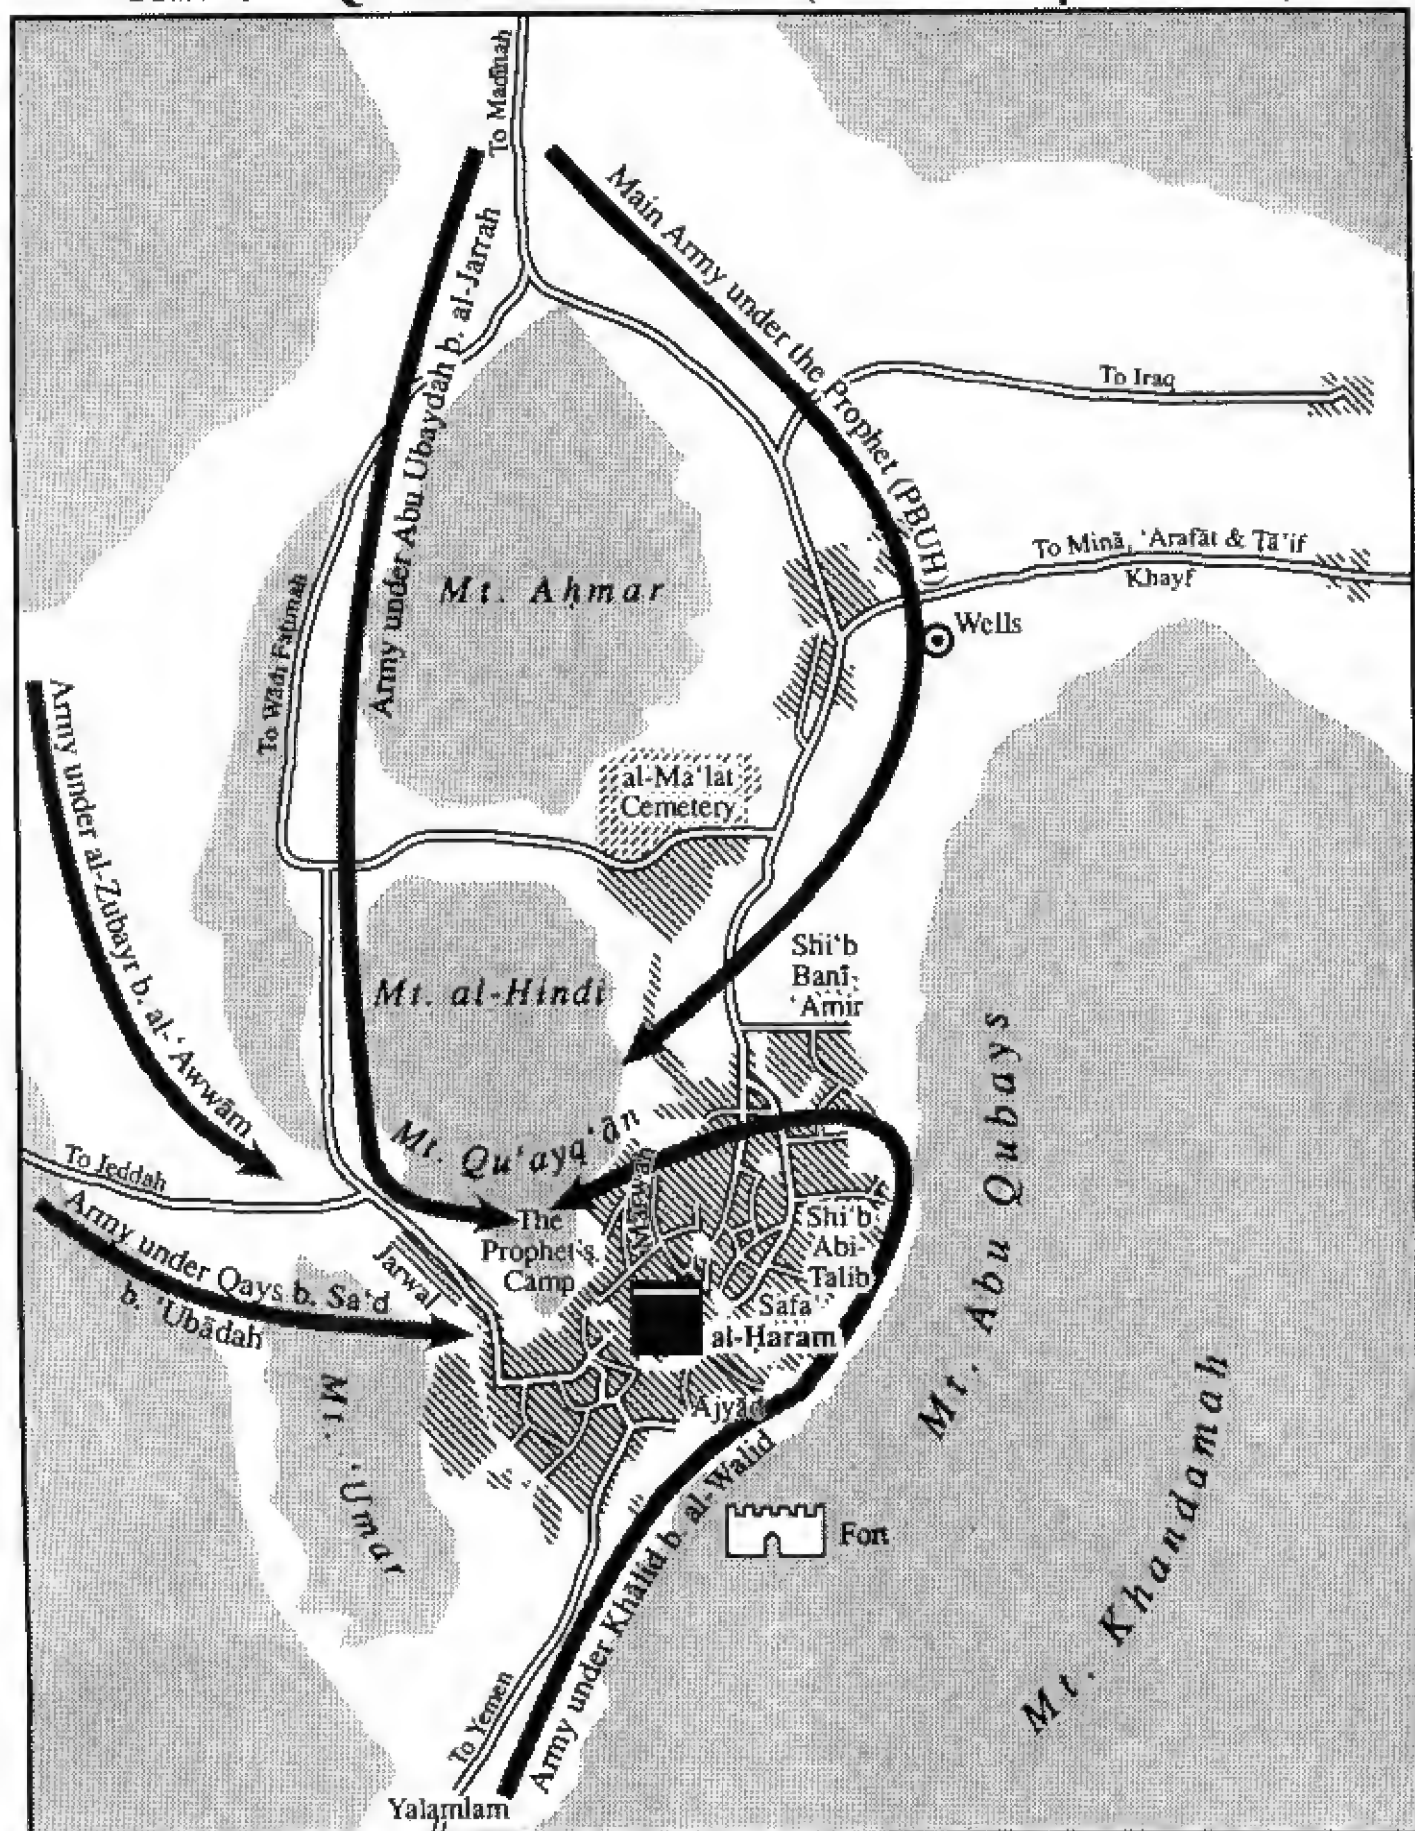 To Madīnah
Main Army under the Prophet (PBUH)
Army under Abu Ubaydah b. al-Jarrah
To Iraq
To Minā, ‘Arafāt & Ṭā’if
Khayf
Wells
Mt. Aḥmar
To Wādi Fatimah
Army under al-Zubayr b. al-‘Awwām
al-Ma‘lat
Cemetery
Shi‘b
Banī-
‘Amir
Mt. al-Hindi
Mt. Abu Qubays
Mt. Qu‘ayq‘ān
Marwah
To Jeddah
Army under Qays b. Sa‘d
b. ‘Ubādah
Jarwal
The
Prophet's
Camp
Shi‘b
Abi-
Talib
Safa
al-Haram
Ajyād
Mt. ‘Umar
Army under Khālid b. al-Walid
Fort
Mt. Khandamah
To Yemen
Yalamlam